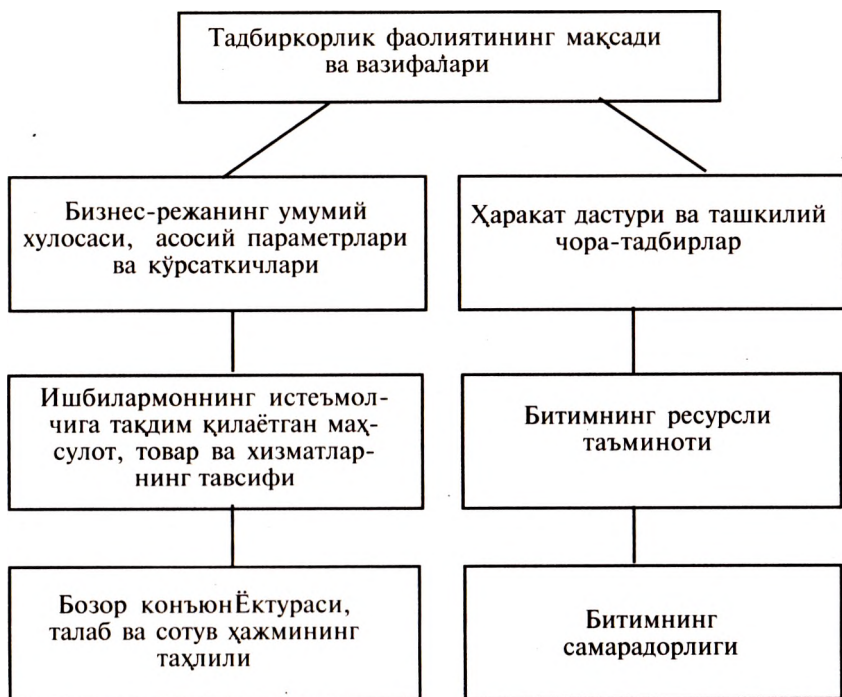 Тадбиркорлик фаолиятининг мақсади
ва вазифалари
Бизнес-режанинг умумий
хулосаси, асосий параметрлари
ва кўрсаткичлари
Ҳаракат дастури ва ташкилий
чора-тадбирлар
Ишбилармоннинг истеъмол-
чига тақдим қилаётган маҳ-
сулот, товар ва хизматлар-
нинг тавсифи
Битимнинг ресурсли
таъминоти
Бозор конъюнЁктураси,
талаб ва сотув ҳажмининг
таҳлили
Битимнинг
самарадорлиги